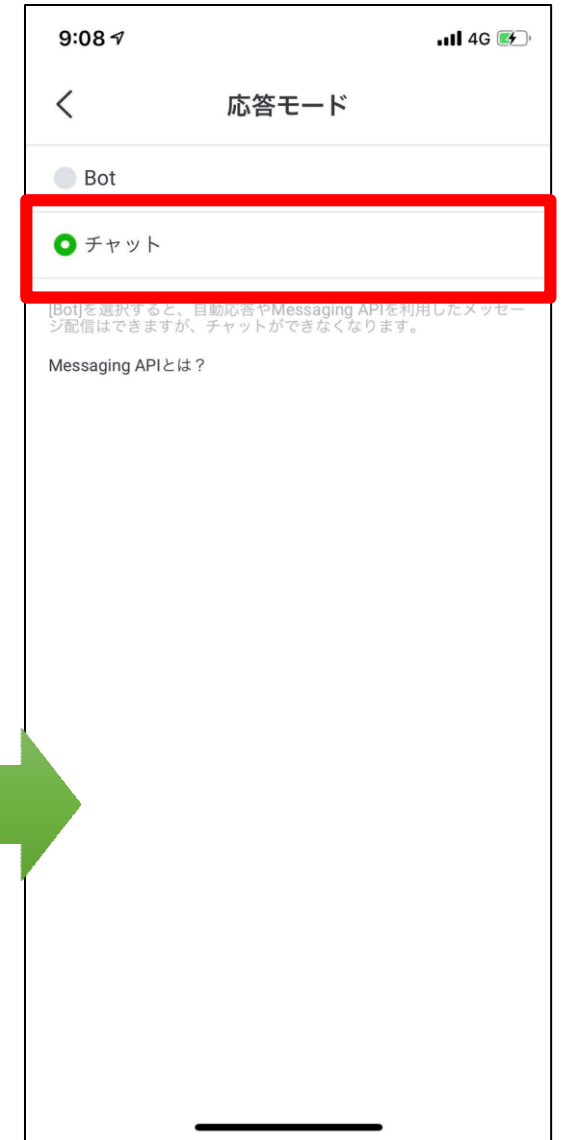 9:08
4G
応答モード
Bot
チャット
[Bot]を選択すると、自動応答やMessaging APIを利用したメッセー
ジ配信はできますが、チャットができなくなります。
Messaging APIとは？